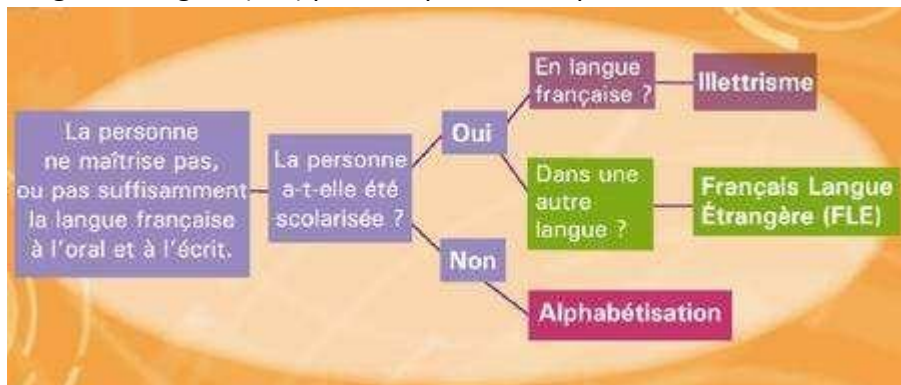 La personne
ne maîtrise pas,
ou pas suffisamment
la langue française
à l'oral et à l'écrit.
La personne
a-t-elle été
scolarisée ?
Oui
En langue
française ?
Illettrisme
Dans une
autre
langue ?
Français Langue
Étrangère (FLE)
Non
Alphabétisation